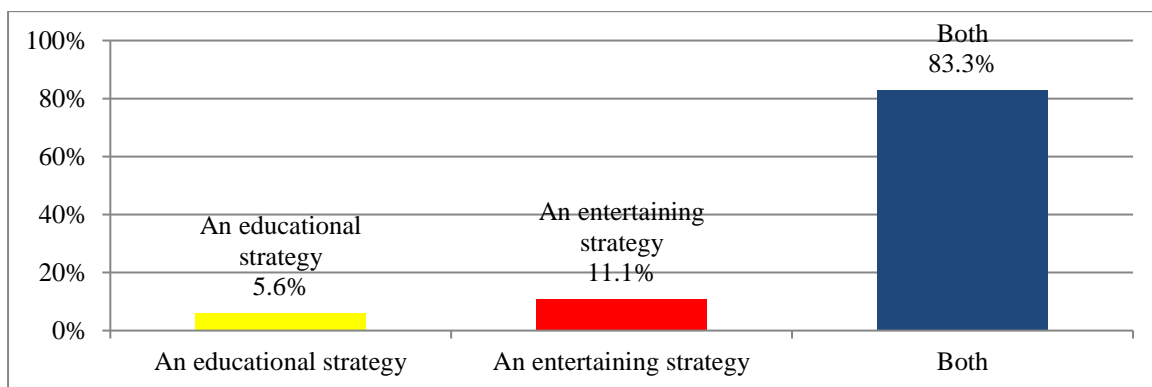 100%
80%
60%
40%
20%
0%
An educational
strategy
5.6%
An entertaining
strategy
11.1%
Both
83.3%
An educational strategy
An entertaining strategy
Both